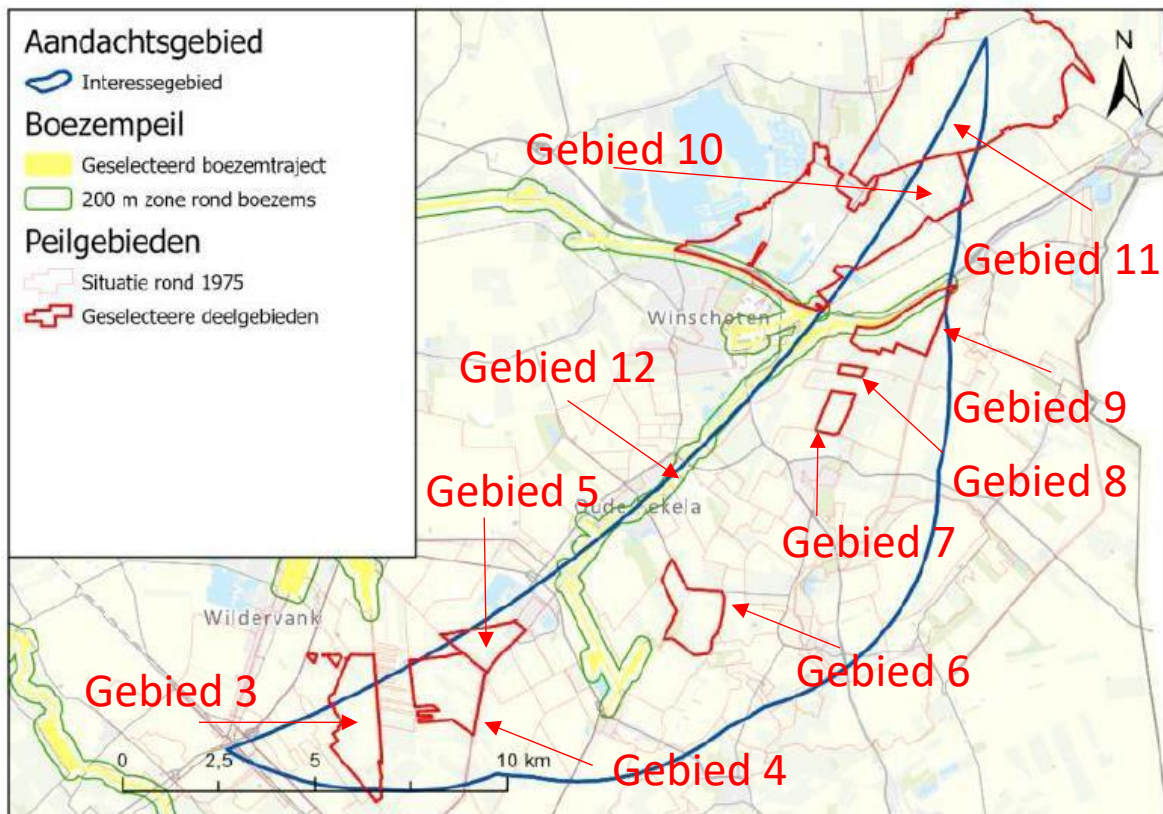 Aandachtsgebied
Interessegebied
Boezempeil
Geselecteerd boezemtraject
200 m zone rond boezems
Peilgebieden
Situatie rond 1975
Geselecteere deelgebieden
N
Gebied 10
Gebied 11
Winschoten
Gebied 12
Gebied 9
Gebied 8
Gebied 5
Oude Pekela
Gebied 7
Wildervank
Gebied 6
Gebied 3
Gebied 4
0 2,5 5 10 km